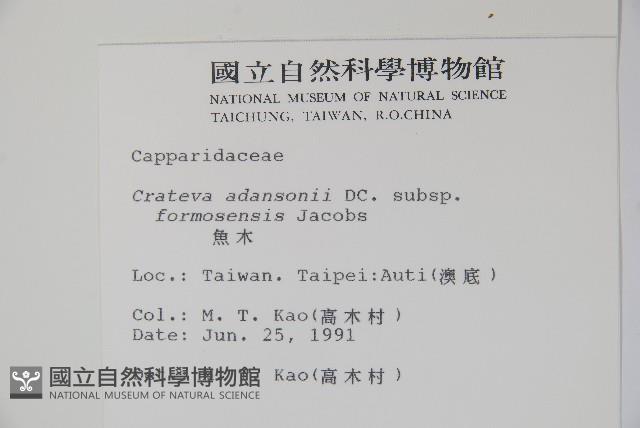 國立自然科學博物館
NATIONAL MUSEUM OF NATURAL SCIENCE
TAICHUNG, TAIWAN, R.O.CHINA
Capparidaceae
Crateva adansonii DC. subsp.
formosensis Jacobs
魚木
Loc.: Taiwan. Taipei:Auti(澳底)
Col.: M. T. Kao(高木村)
Date: Jun. 25, 1991
Kao(高木村)
國立自然科學博物館
NATIONAL MUSEUM OF NATURAL SCIENCE